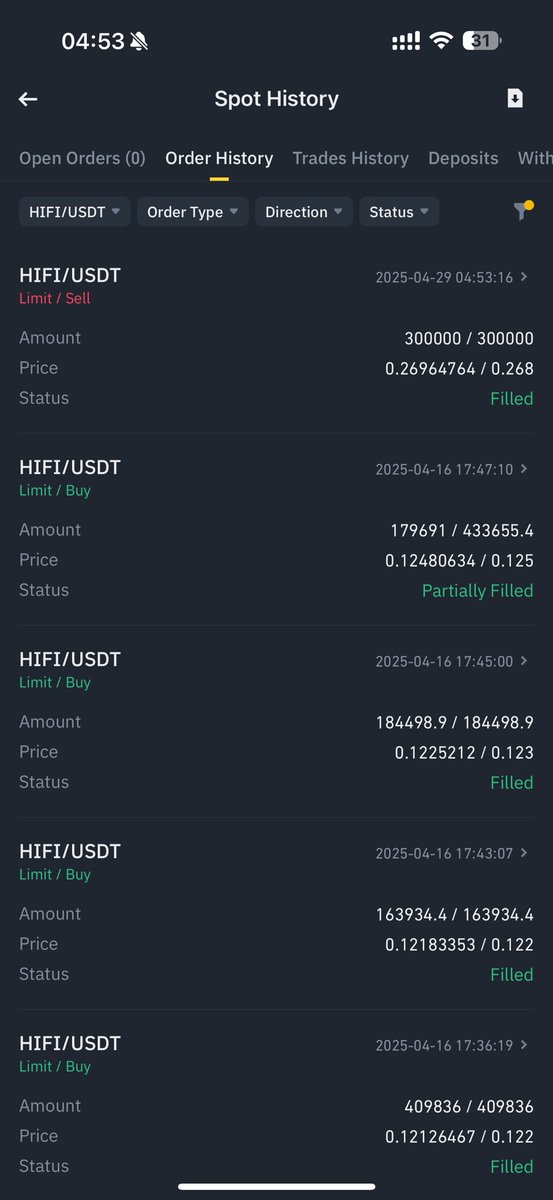 04:53
31
Spot History
Open Orders (0) Order History Trades History Deposits With
HIFI/USDT Order Type Direction Status
HIFI/USDT 2025-04-29 04:53:16
Limit / Sell
Amount 300000 / 300000
Price 0.26964764 / 0.268
Status Filled
HIFI/USDT 2025-04-16 17:47:10
Limit / Buy
Amount 179691 / 433655.4
Price 0.12480634 / 0.125
Status Partially Filled
HIFI/USDT 2025-04-16 17:45:00
Limit / Buy
Amount 184498.9 / 184498.9
Price 0.1225212 / 0.123
Status Filled
HIFI/USDT 2025-04-16 17:43:07
Limit / Buy
Amount 163934.4 / 163934.4
Price 0.12183353 / 0.122
Status Filled
HIFI/USDT 2025-04-16 17:36:19
Limit / Buy
Amount 409836 / 409836
Price 0.12126467 / 0.122
Status Filled